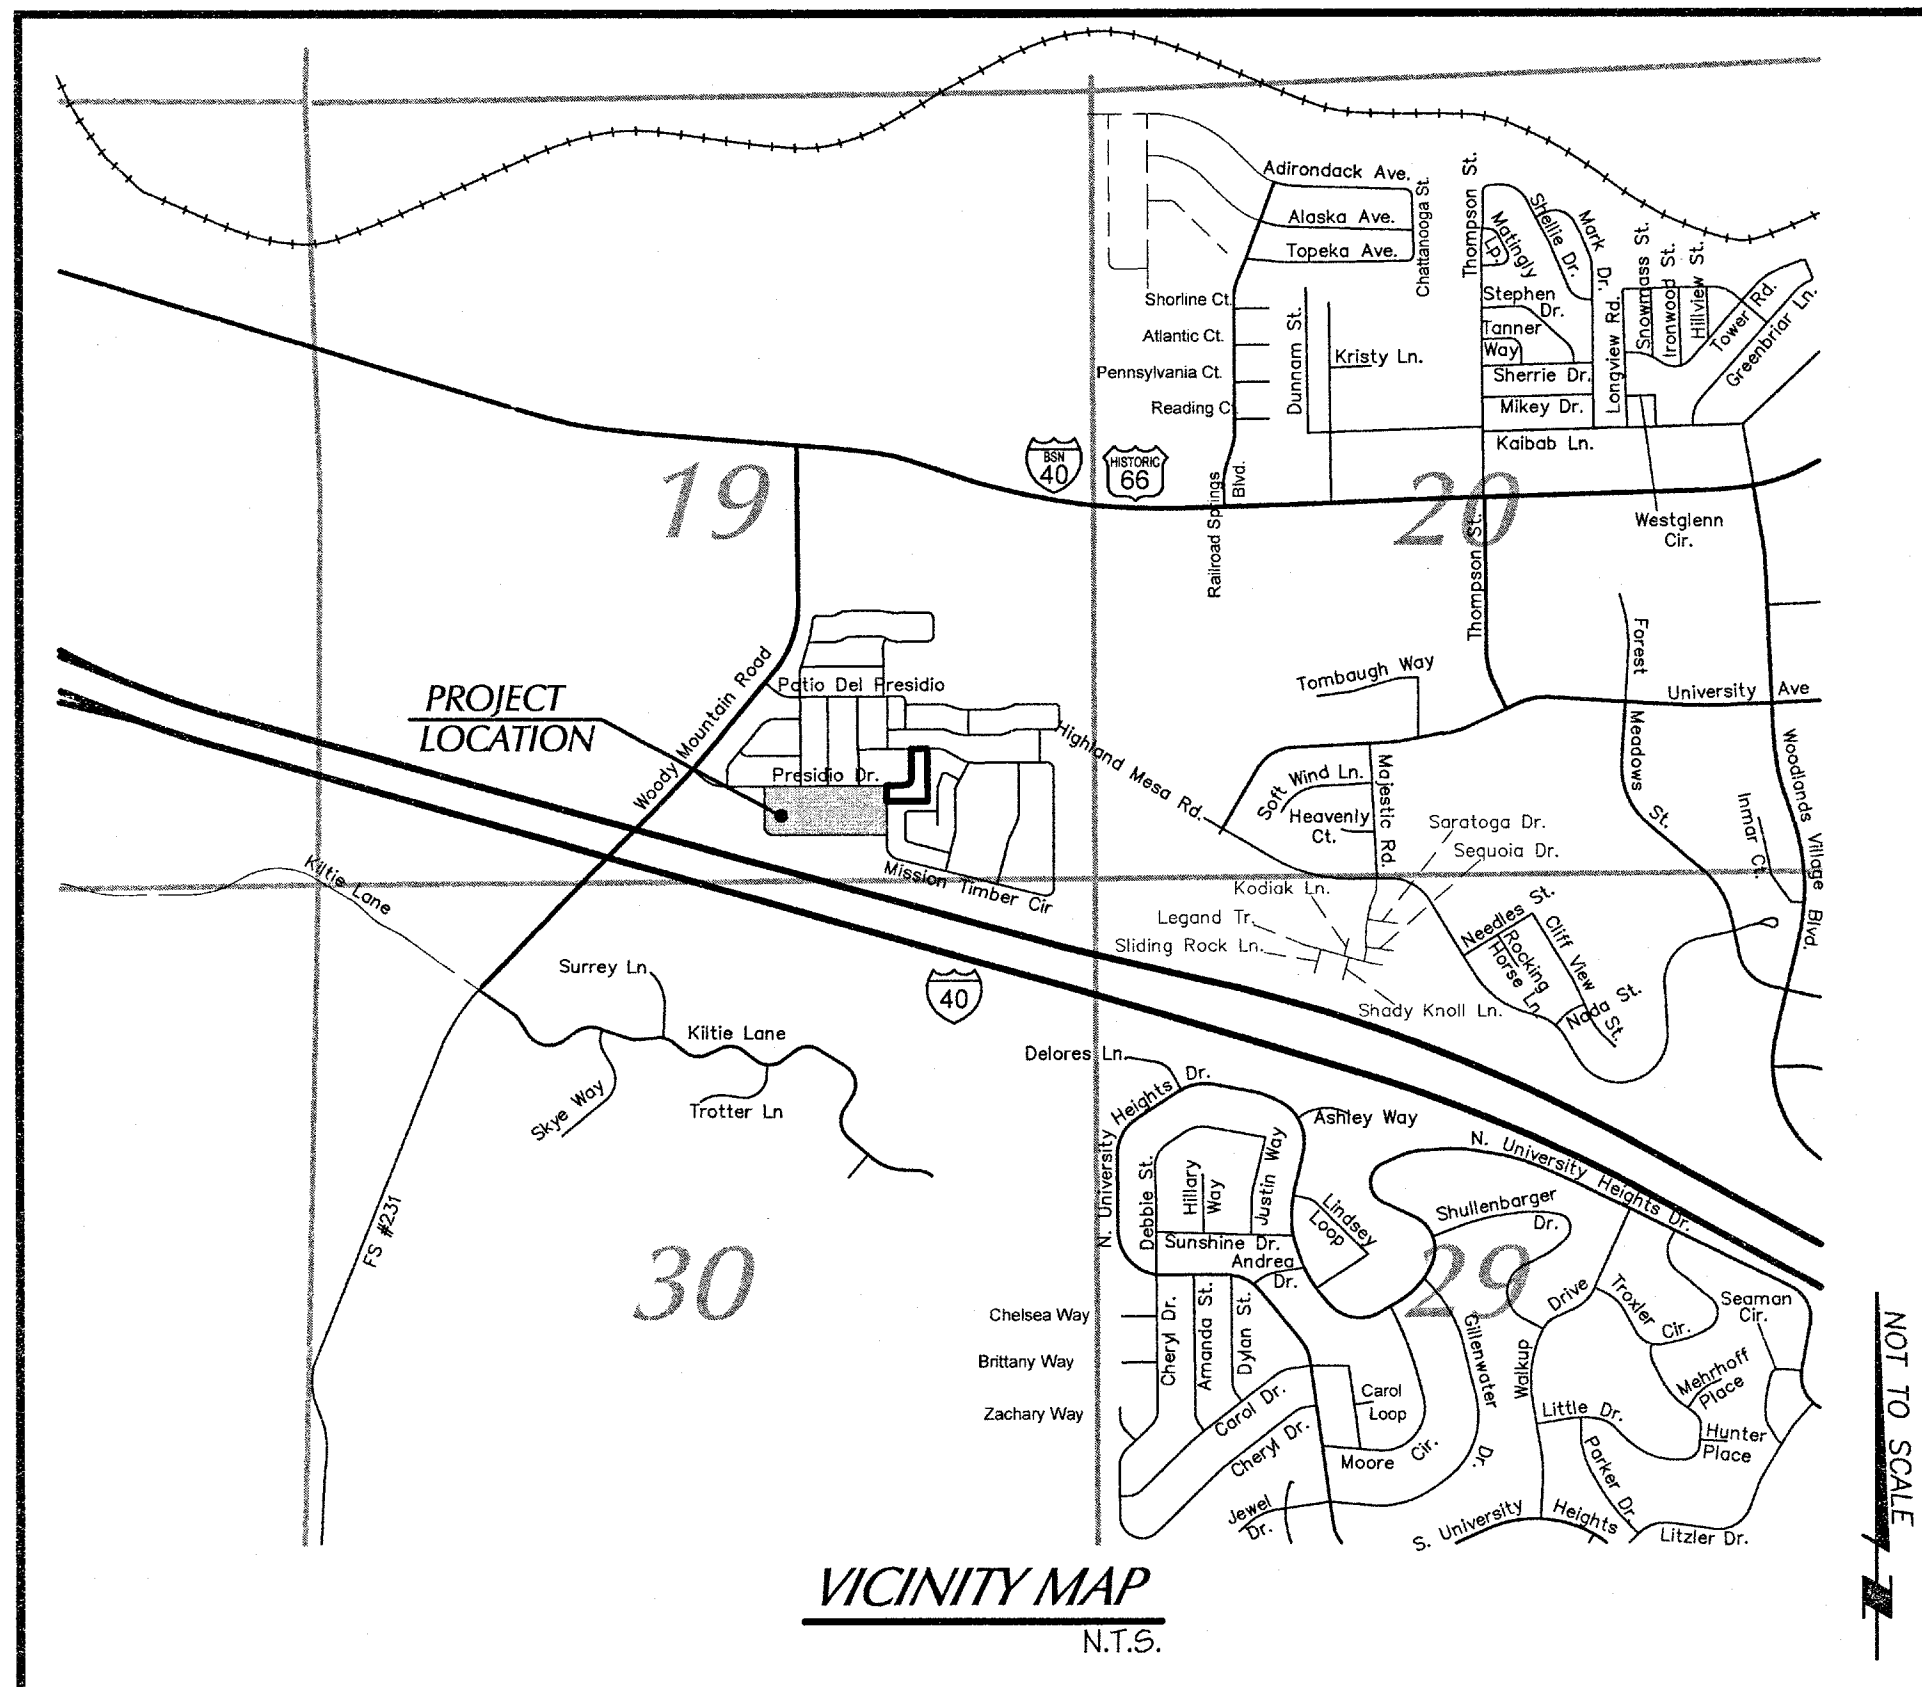 Adirondack Ave.
Alaska Ave.
Topeka Ave.
Chattanooga St.
Thompson St.
Matingly
LP.
Shellie Dr.
Mark Dr.
Stephen
Dr.
Tanner
Way
Sherrie Dr.
Mikey Dr.
Kaibab Ln.
Longview Rd.
Snowmass St.
Ironwood St.
Hillview St.
Tower Rd.
Greenbriar Ln.
Shorline Ct.
Atlantic Ct.
Pennsylvania Ct.
Reading C
Dunnam St.
Kristy Ln.
BSN
40
HISTORIC
66
19
20
Railroad Springs
Blvd.
Westglenn
Cir.
Thompson St.
Forest
Meadows
St.
Tombaugh Way
University Ave
Woodlands Village Blvd.
Woody Mountain Road
Patio Del Presidio
PROJECT
LOCATION
Presidio Dr.
Highland Mesa Rd.
Soft Wind Ln.
Majestic Rd.
Heavenly
Ct.
Inmar Ct.
Saratoga Dr.
Sequoia Dr.
Kodiak Ln.
Legand Tr.
Sliding Rock Ln.
Shady Knoll Ln.
Needles St.
Cliff View
St.
Rocking
Horse Ln
Nada St.
Mission Timber Cir
Kiltie Lane
Surrey Ln
40
Kiltie Lane
Skye Way
Trotter Ln
FS #231
Delores Ln.
N. University Heights Dr.
Ashley Way
N. University Heights Dr.
Debbie St.
Hillary
Way
Justin Way
Lindsey
Loop
Sunshine Dr.
Andrea
Dr.
Shullenbarger
Dr.
30
29
Chelsea Way
Brittany Way
Zachary Way
Cheryl Dr.
Amanda St.
Dylan St.
Carol Dr.
Cheryl Dr.
Carol
Loop
Moore Cir.
Gillenwater Dr.
Walkup Drive
Troxler Cir.
Seaman
Cir.
Mehrhoff
Place
Hunter
Place
Little Dr.
Parker Dr.
Jewel
Dr.
S. University Heights
Litzler Dr.
NOT TO SCALE
VICINITY MAP
N.T.S.